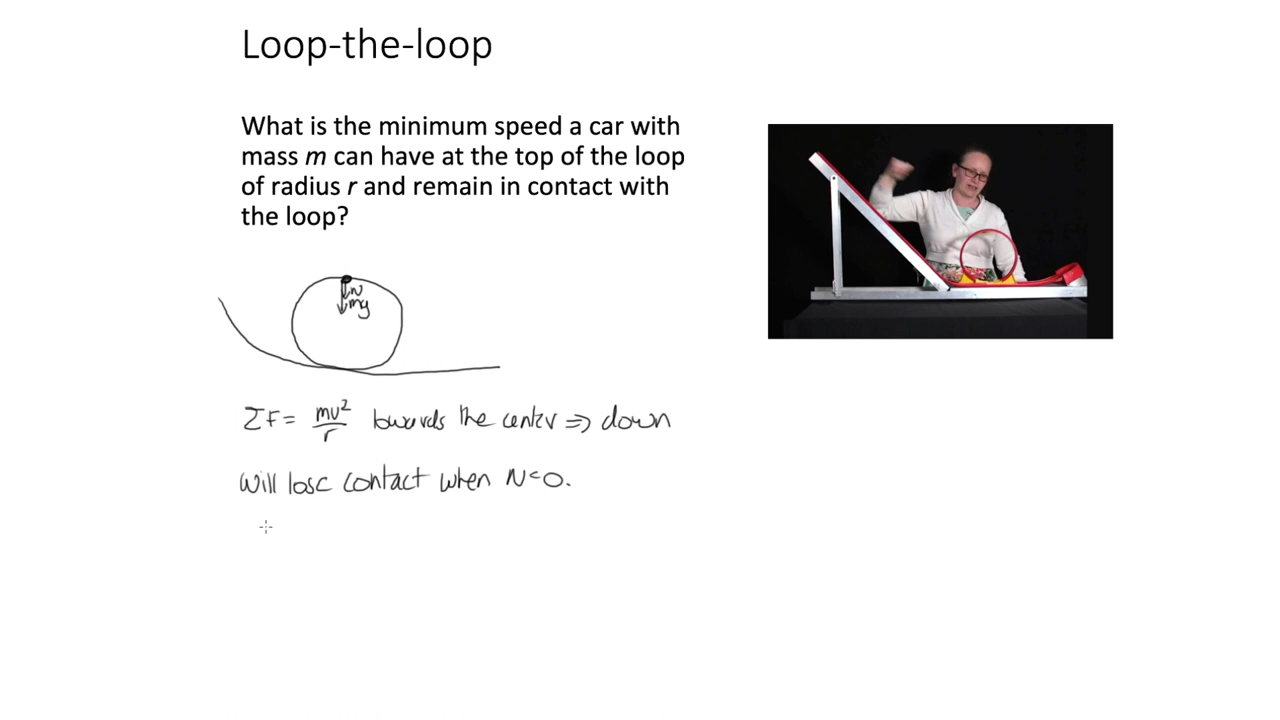 Loop-the-loop
What is the minimum speed a car with
mass m can have at the top of the loop
of radius r and remain in contact with
the loop?
N
mg
ΣF = mv²/r towards the center ⇒ down
will lose contact when N<0.